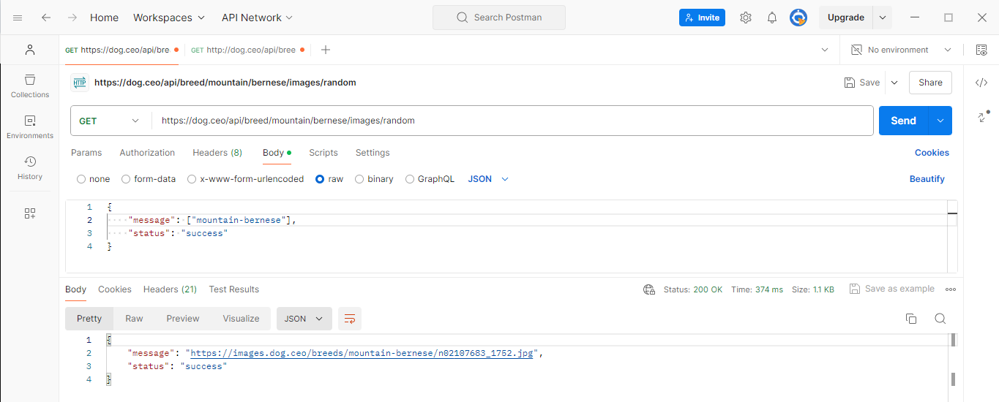 Home Workspaces API Network Search Postman Invite Upgrade
GET https://dog.ceo/api/bre GET http://dog.ceo/api/bree No environment
HTTP https://dog.ceo/api/breed/mountain/bernese/images/random Save Share
Collections
GET https://dog.ceo/api/breed/mountain/bernese/images/random Send
Environments
Params Authorization Headers (8) Body Scripts Settings Cookies
History
none form-data x-www-form-urlencoded raw binary GraphQL JSON Beautify
1 {
2 "message": ["mountain-bernese"],
3 "status": "success"
4 }
Body Cookies Headers (21) Test Results Status: 200 OK Time: 374 ms Size: 1.1 KB Save as example
Pretty Raw Preview Visualize JSON
1 {
2 "message": "https://images.dog.ceo/breeds/mountain-bernese/n02107683_1752.jpg",
3 "status": "success"
4 }